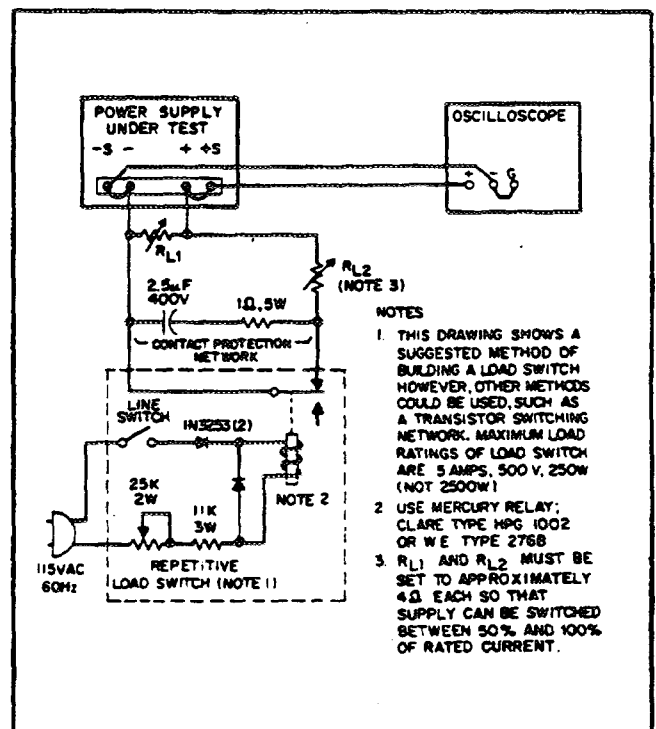 POWER SUPPLY
UNDER TEST
-S - + +S
OSCILLOSCOPE
+ - G
RL1
RL2
(NOTE 3)
2.5uF
400V
1Ω, 5W
CONTACT PROTECTION
NETWORK
LINE
SWITCH
IN3253(2)
NOTE 2
25K
2W
11K
3W
115VAC
60Hz
REPETITIVE
LOAD SWITCH (NOTE 1)
NOTES
1. THIS DRAWING SHOWS A
SUGGESTED METHOD OF
BUILDING A LOAD SWITCH
HOWEVER, OTHER METHODS
COULD BE USED, SUCH AS
A TRANSISTOR SWITCHING
NETWORK. MAXIMUM LOAD
RATINGS OF LOAD SWITCH
ARE 5 AMPS, 500 V, 250W
(NOT 2500W)
2 USE MERCURY RELAY;
CLARE TYPE HPG 1002
OR W E TYPE 276B
3. RL1 AND RL2 MUST BE
SET TO APPROXIMATELY
4Ω EACH SO THAT
SUPPLY CAN BE SWITCHED
BETWEEN 50% AND 100%
OF RATED CURRENT.